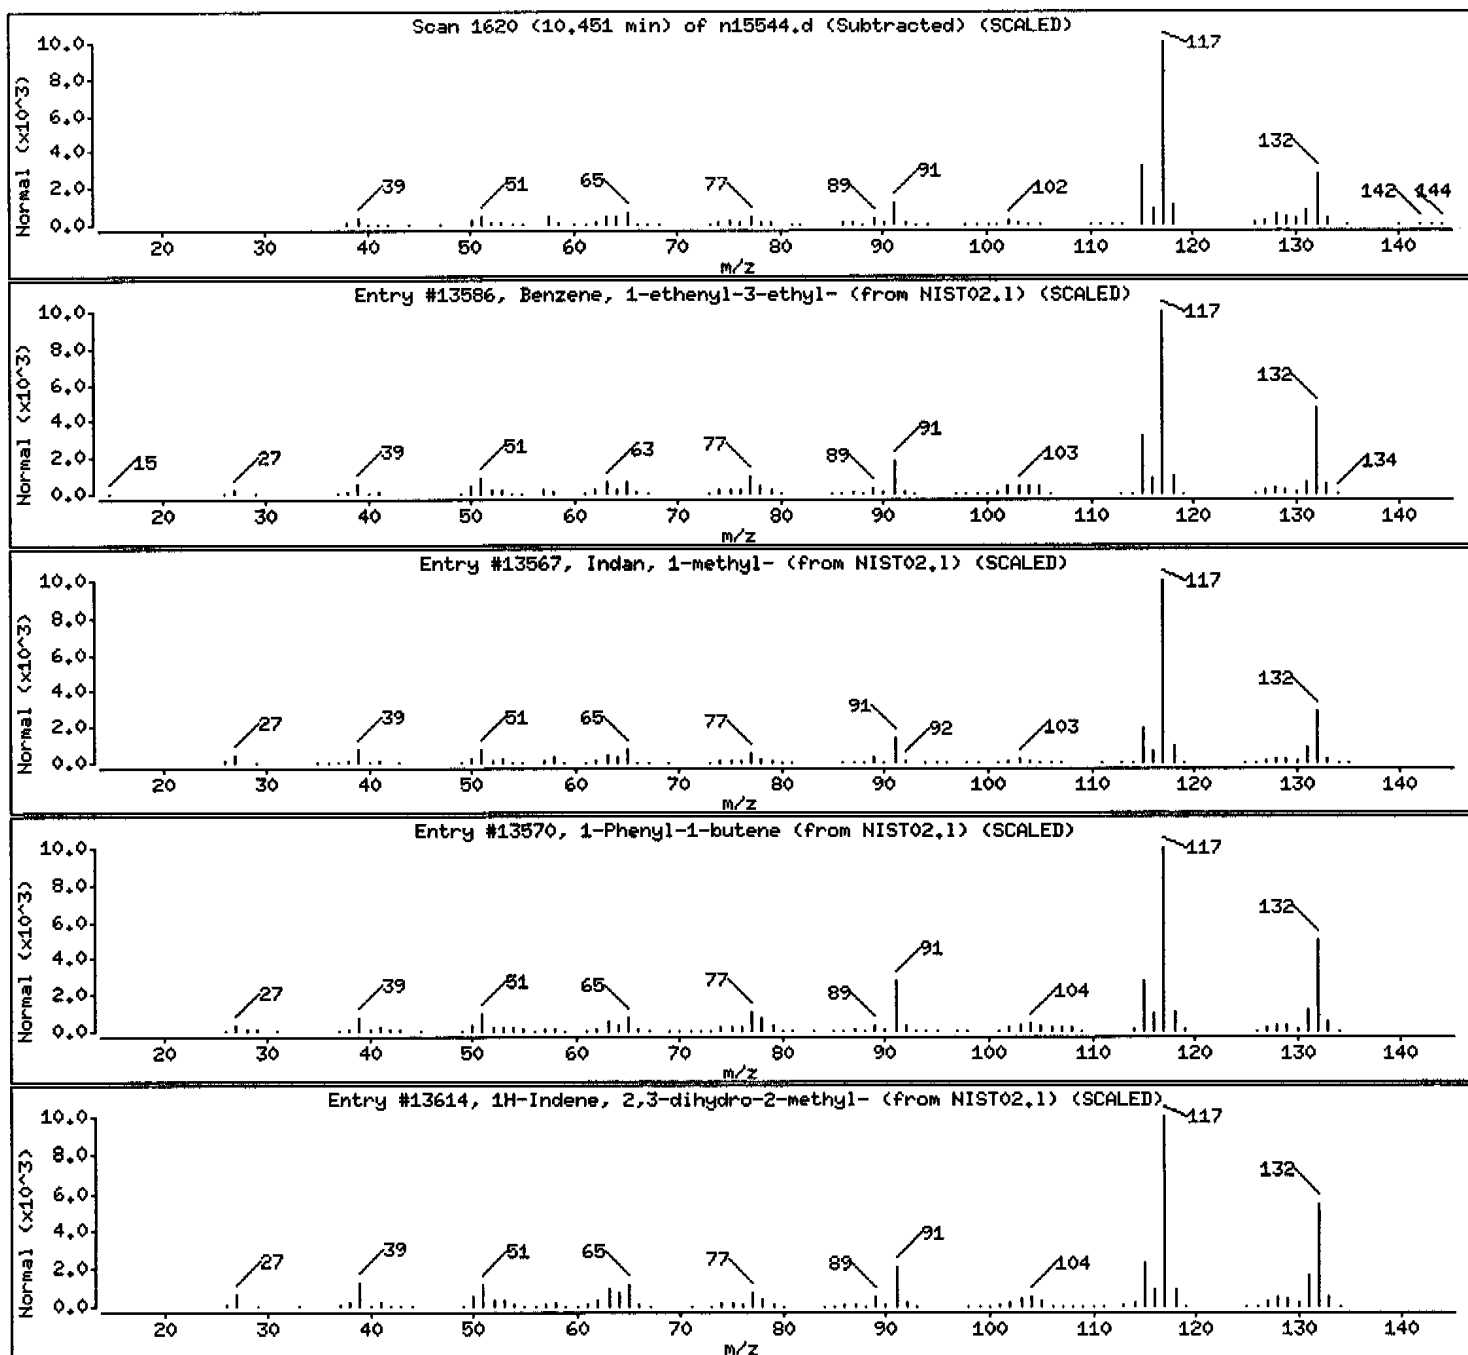 Scan 1620 (10.451 min) of n15544.d (Subtracted) (SCALED)
Normal (x10^3)
10.0
8.0
6.0
4.0
2.0
0.0
117
132
39 51 65 77 89 91 102 142 144
20 30 40 50 60 70 80 90 100 110 120 130 140
m/z
Entry #13586, Benzene, 1-ethenyl-3-ethyl- (from NIST02.l) (SCALED)
Normal (x10^3)
10.0
8.0
6.0
4.0
2.0
0.0
117
132
15 27 39 51 63 77 89 91 103 134
20 30 40 50 60 70 80 90 100 110 120 130 140
m/z
Entry #13567, Indan, 1-methyl- (from NIST02.l) (SCALED)
Normal (x10^3)
10.0
8.0
6.0
4.0
2.0
0.0
117
132
27 39 51 65 77 91 92 103
20 30 40 50 60 70 80 90 100 110 120 130 140
m/z
Entry #13570, 1-Phenyl-1-butene (from NIST02.l) (SCALED)
Normal (x10^3)
10.0
8.0
6.0
4.0
2.0
0.0
117
132
27 39 51 65 77 89 91 104
20 30 40 50 60 70 80 90 100 110 120 130 140
m/z
Entry #13614, 1H-Indene, 2,3-dihydro-2-methyl- (from NIST02.l) (SCALED)
Normal (x10^3)
10.0
8.0
6.0
4.0
2.0
0.0
117
132
27 39 51 65 77 89 91 104
20 30 40 50 60 70 80 90 100 110 120 130 140
m/z